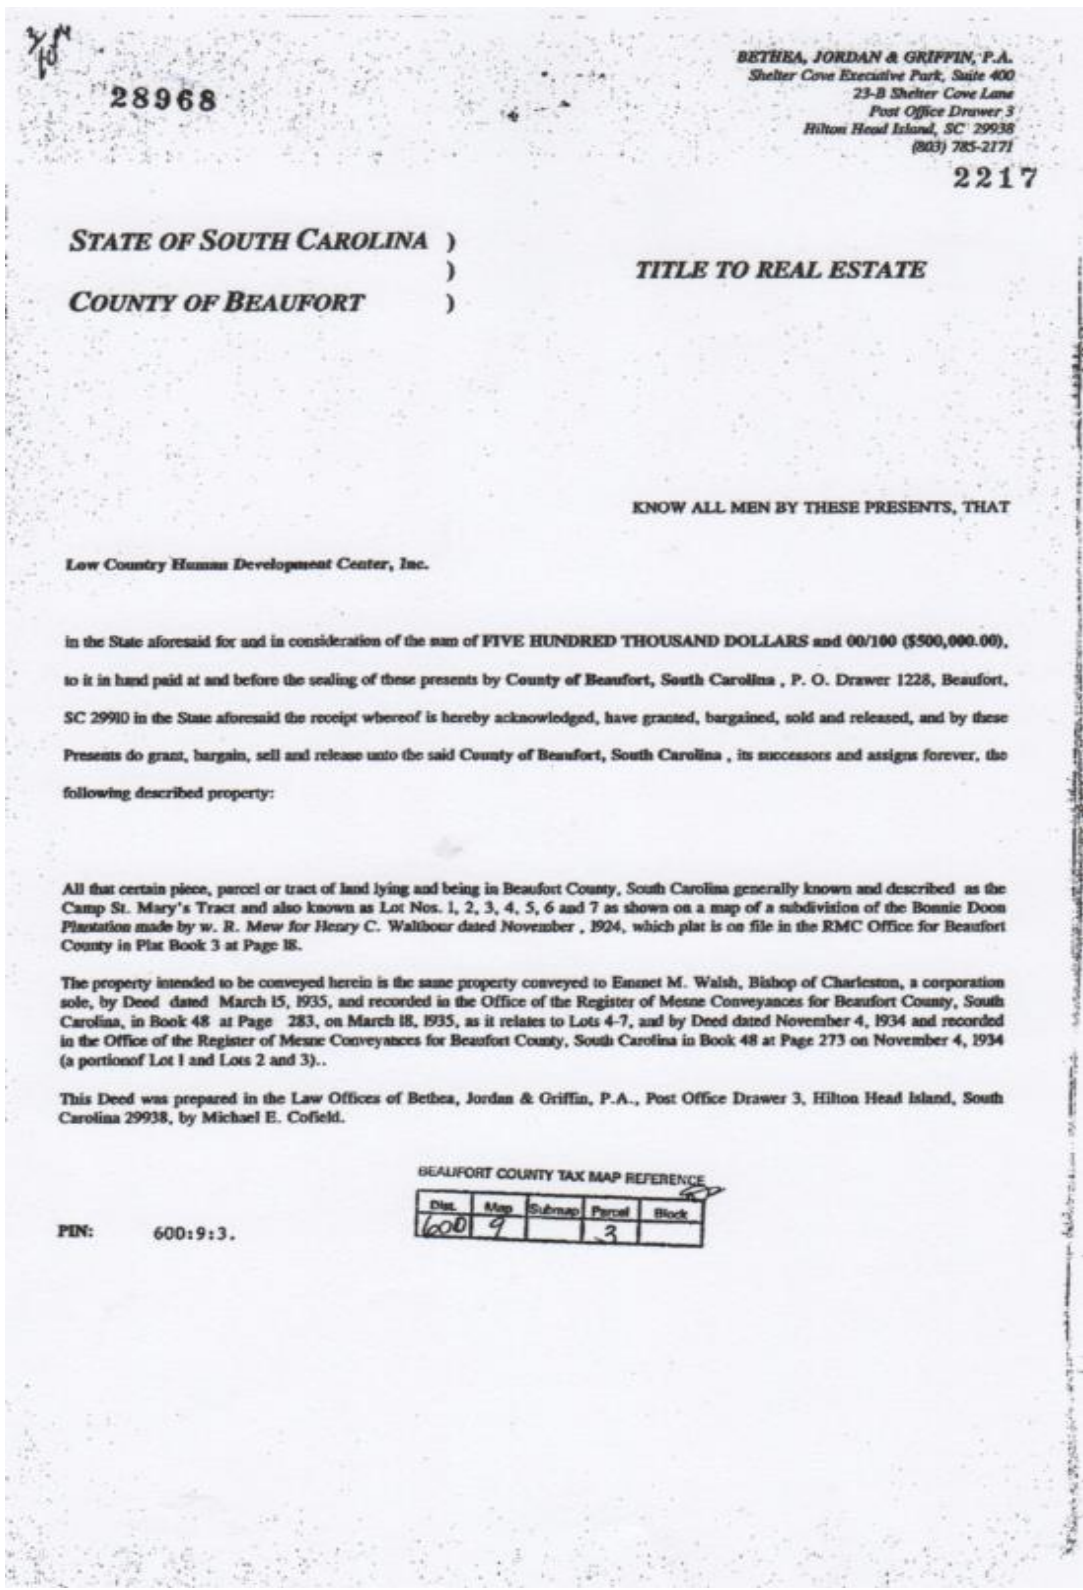 28968
BETHEA, JORDAN & GRIFFIN, P.A.
Shelter Cove Executive Park, Suite 400
23-B Shelter Cove Lane
Post Office Drawer 3
Hilton Head Island, SC 29938
(803) 785-2171
2217
STATE OF SOUTH CAROLINA )
)
TITLE TO REAL ESTATE
COUNTY OF BEAUFORT )
KNOW ALL MEN BY THESE PRESENTS, THAT
Low Country Human Development Center, Inc.
in the State aforesaid for and in consideration of the sum of FIVE HUNDRED THOUSAND DOLLARS and 00/100 ($500,000.00),
to it in hand paid at and before the sealing of these presents by County of Beaufort, South Carolina , P. O. Drawer 1228, Beaufort,
SC 29910 in the State aforesaid the receipt whereof is hereby acknowledged, have granted, bargained, sold and released, and by these
Presents do grant, bargain, sell and release unto the said County of Beaufort, South Carolina , its successors and assigns forever, the
following described property:
All that certain piece, parcel or tract of land lying and being in Beaufort County, South Carolina generally known and described as the
Camp St. Mary's Tract and also known as Lot Nos. 1, 2, 3, 4, 5, 6 and 7 as shown on a map of a subdivision of the Bonnie Doon
Plantation made by w. R. Mew for Henry C. Walthour dated November , 1924, which plat is on file in the RMC Office for Beaufort
County in Plat Book 3 at Page 18.
The property intended to be conveyed herein is the same property conveyed to Emmet M. Walsh, Bishop of Charleston, a corporation
sole, by Deed dated March 15, 1935, and recorded in the Office of the Register of Mesne Conveyances for Beaufort County, South
Carolina, in Book 48 at Page 283, on March 18, 1935, as it relates to Lots 4-7, and by Deed dated November 4, 1934 and recorded
in the Office of the Register of Mesne Conveyances for Beaufort County, South Carolina in Book 48 at Page 273 on November 4, 1934
(a portionof Lot 1 and Lots 2 and 3)..
This Deed was prepared in the Law Offices of Bethea, Jordan & Griffin, P.A., Post Office Drawer 3, Hilton Head Island, South
Carolina 29938, by Michael E. Cofield.
BEAUFORT COUNTY TAX MAP REFERENCE
Dist. Map Submap Parcel Block
600 9 3
PIN: 600:9:3.